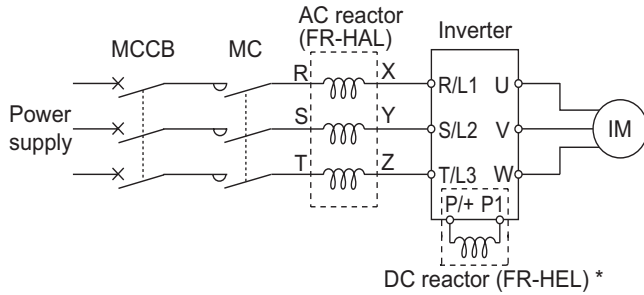 AC reactor
(FR-HAL)
Inverter
MCCB
MC
R
X
R/L1
U
Power
supply
S
Y
S/L2
V
IM
T
Z
T/L3
W
P/+
P1
DC reactor (FR-HEL) *